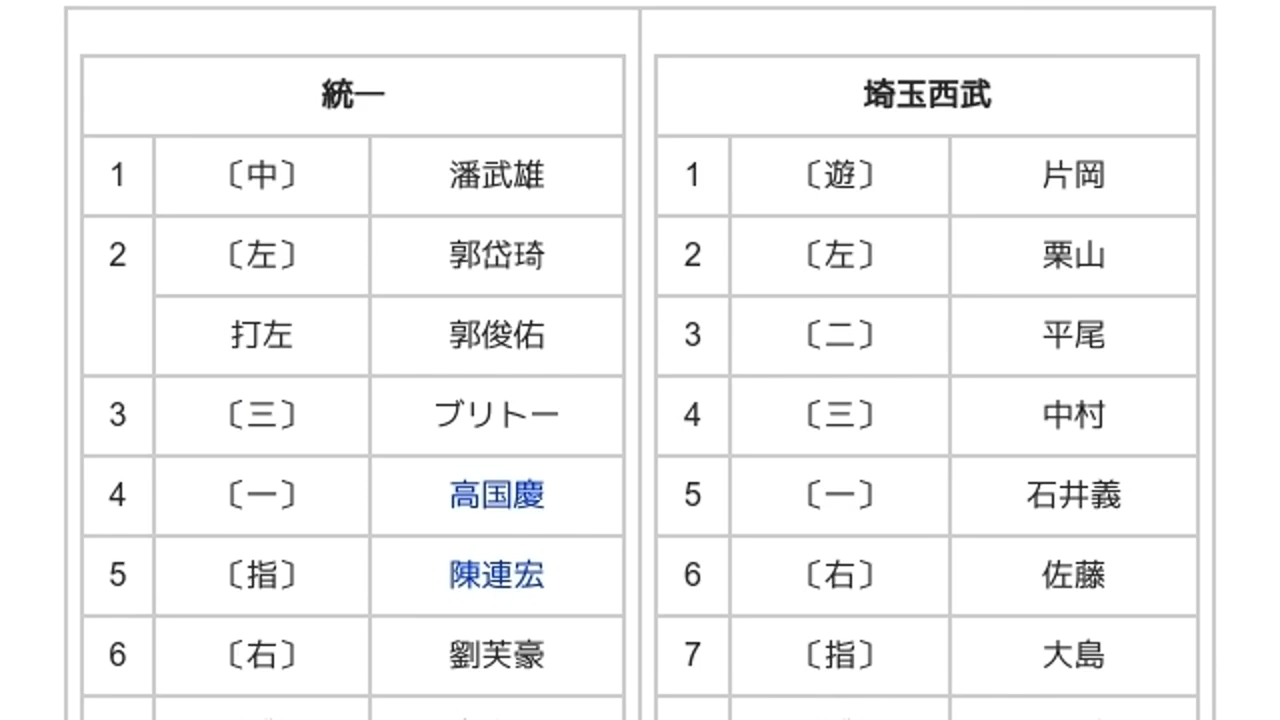 統一
1 〔中〕 潘武雄
2 〔左〕 郭岱琦
打左 郭俊佑
3 〔三〕 ブリトー
4 〔一〕 高国慶
5 〔指〕 陳連宏
6 〔右〕 劉芙豪
埼玉西武
1 〔遊〕 片岡
2 〔左〕 栗山
3 〔二〕 平尾
4 〔三〕 中村
5 〔一〕 石井義
6 〔右〕 佐藤
7 〔指〕 大島